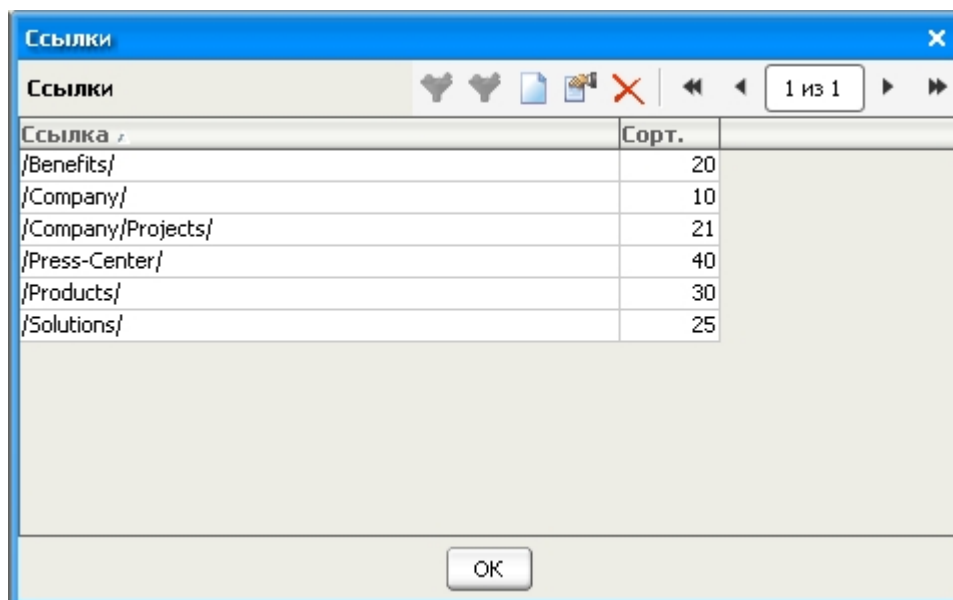 Ссылки
Ссылки 1 из 1
Ссылка Сорт.
/Benefits/ 20
/Company/ 10
/Company/Projects/ 21
/Press-Center/ 40
/Products/ 30
/Solutions/ 25
OK